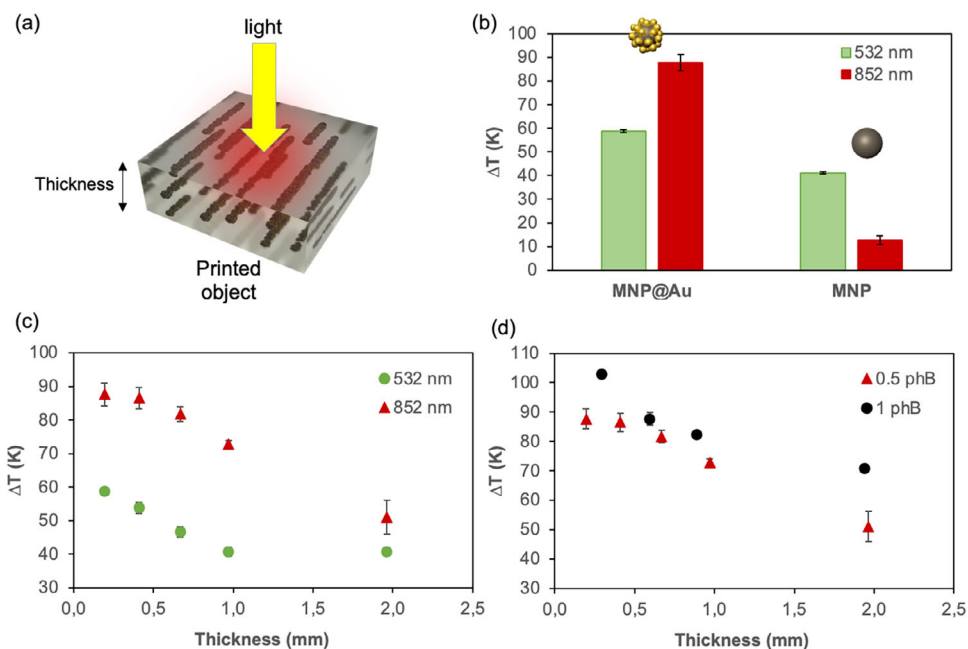 (a)
light
Thickness
Printed
object
(b)
100
90
80
70
60
50
40
30
20
10
0
ΔT (K)
532 nm
852 nm
MNP@Au
MNP
(c)
100
90
80
70
60
50
40
30
ΔT (K)
532 nm
852 nm
0,0 0,5 1,0 1,5 2,0 2,5
Thickness (mm)
(d)
110
100
90
80
70
60
50
40
30
ΔT (K)
0.5 phB
1 phB
0,0 0,5 1,0 1,5 2,0 2,5
Thickness (mm)